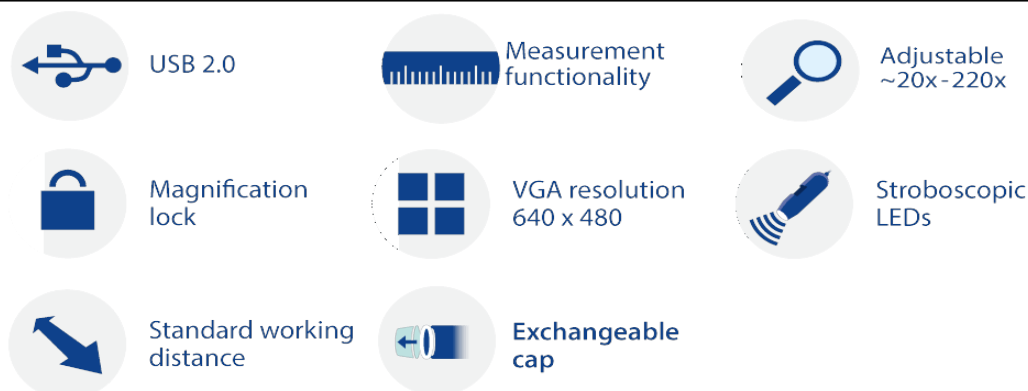 USB 2.0
Measurement
functionality
Adjustable
~20x-220x
Magnification
lock
VGA resolution
640 x 480
Stroboscopic
LEDs
Standard working
distance
Exchangeable
cap